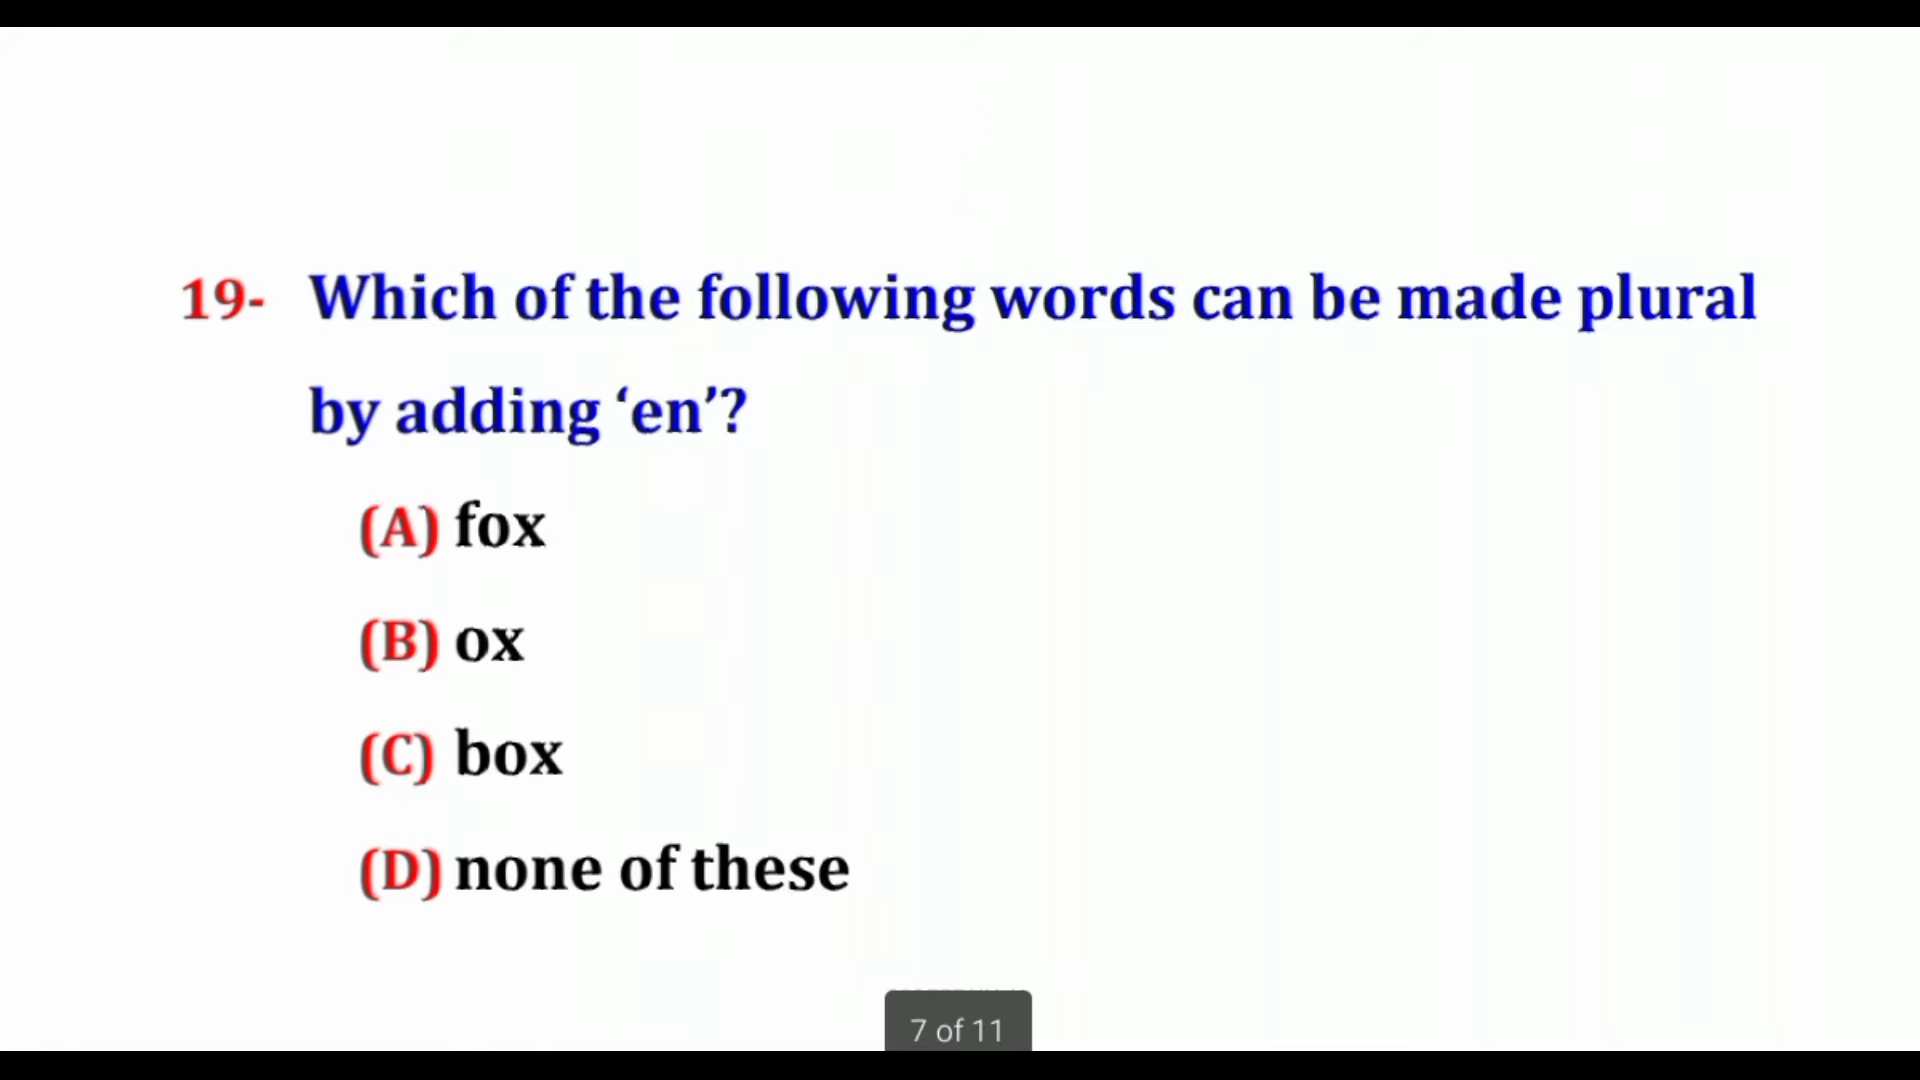 19- Which of the following words can be made plural
by adding ‘en’?
(A) fox
(B) ox
(C) box
(D) none of these
7 of 11